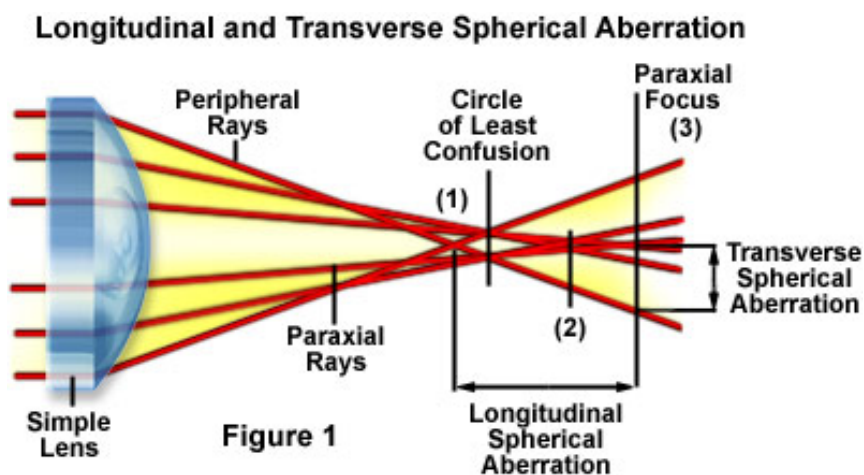 Longitudinal and Transverse Spherical Aberration
Peripheral
Rays
Circle
of Least
Confusion
Paraxial
Focus
(3)
(1)
(2)
Transverse
Spherical
Aberration
Paraxial
Rays
Simple
Lens
Figure 1
Longitudinal
Spherical
Aberration